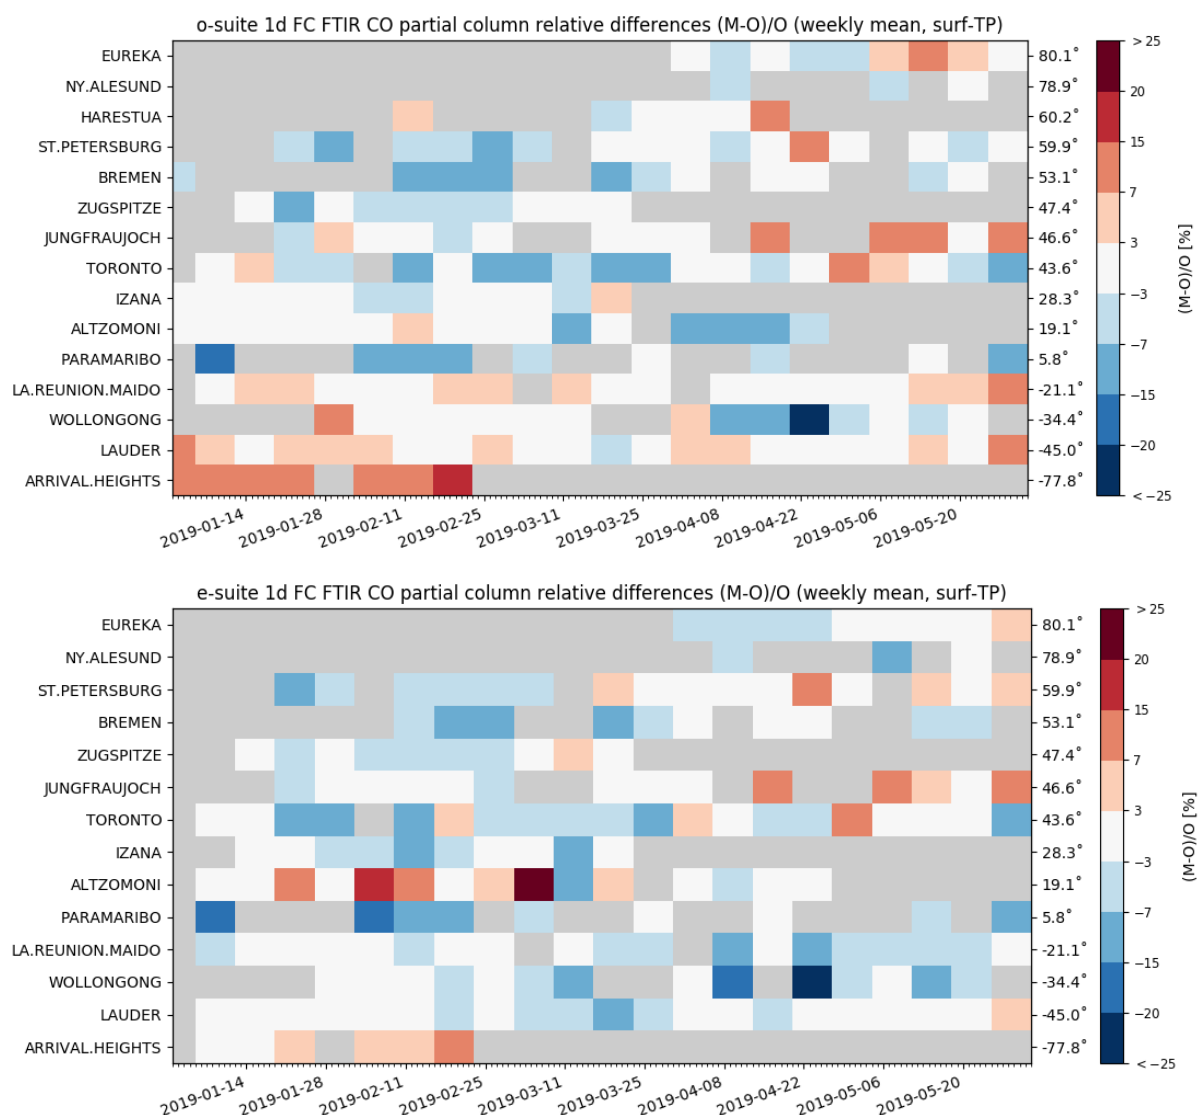 o-suite 1d FC FTIR CO partial column relative differences (M-O)/O (weekly mean, surf-TP)
EUREKA 80.1˚
NY.ALESUND 78.9˚
HARESTUA 60.2˚
ST.PETERSBURG 59.9˚
BREMEN 53.1˚
ZUGSPITZE 47.4˚
JUNGFRAUJOCH 46.6˚
TORONTO 43.6˚
IZANA 28.3˚
ALTZOMONI 19.1˚
PARAMARIBO 5.8˚
LA.REUNION.MAIDO -21.1˚
WOLLONGONG -34.4˚
LAUDER -45.0˚
ARRIVAL.HEIGHTS -77.8˚
2019-01-14 2019-01-28 2019-02-11 2019-02-25 2019-03-11 2019-03-25 2019-04-08 2019-04-22 2019-05-06 2019-05-20
> 25
20
15
7
3
−3
−7
−15
−20
< −25
(M-O)/O [%]
e-suite 1d FC FTIR CO partial column relative differences (M-O)/O (weekly mean, surf-TP)
EUREKA 80.1˚
NY.ALESUND 78.9˚
ST.PETERSBURG 59.9˚
BREMEN 53.1˚
ZUGSPITZE 47.4˚
JUNGFRAUJOCH 46.6˚
TORONTO 43.6˚
IZANA 28.3˚
ALTZOMONI 19.1˚
PARAMARIBO 5.8˚
LA.REUNION.MAIDO -21.1˚
WOLLONGONG -34.4˚
LAUDER -45.0˚
ARRIVAL.HEIGHTS -77.8˚
2019-01-14 2019-01-28 2019-02-11 2019-02-25 2019-03-11 2019-03-25 2019-04-08 2019-04-22 2019-05-06 2019-05-20
> 25
20
15
7
3
−3
−7
−15
−20
< −25
(M-O)/O [%]